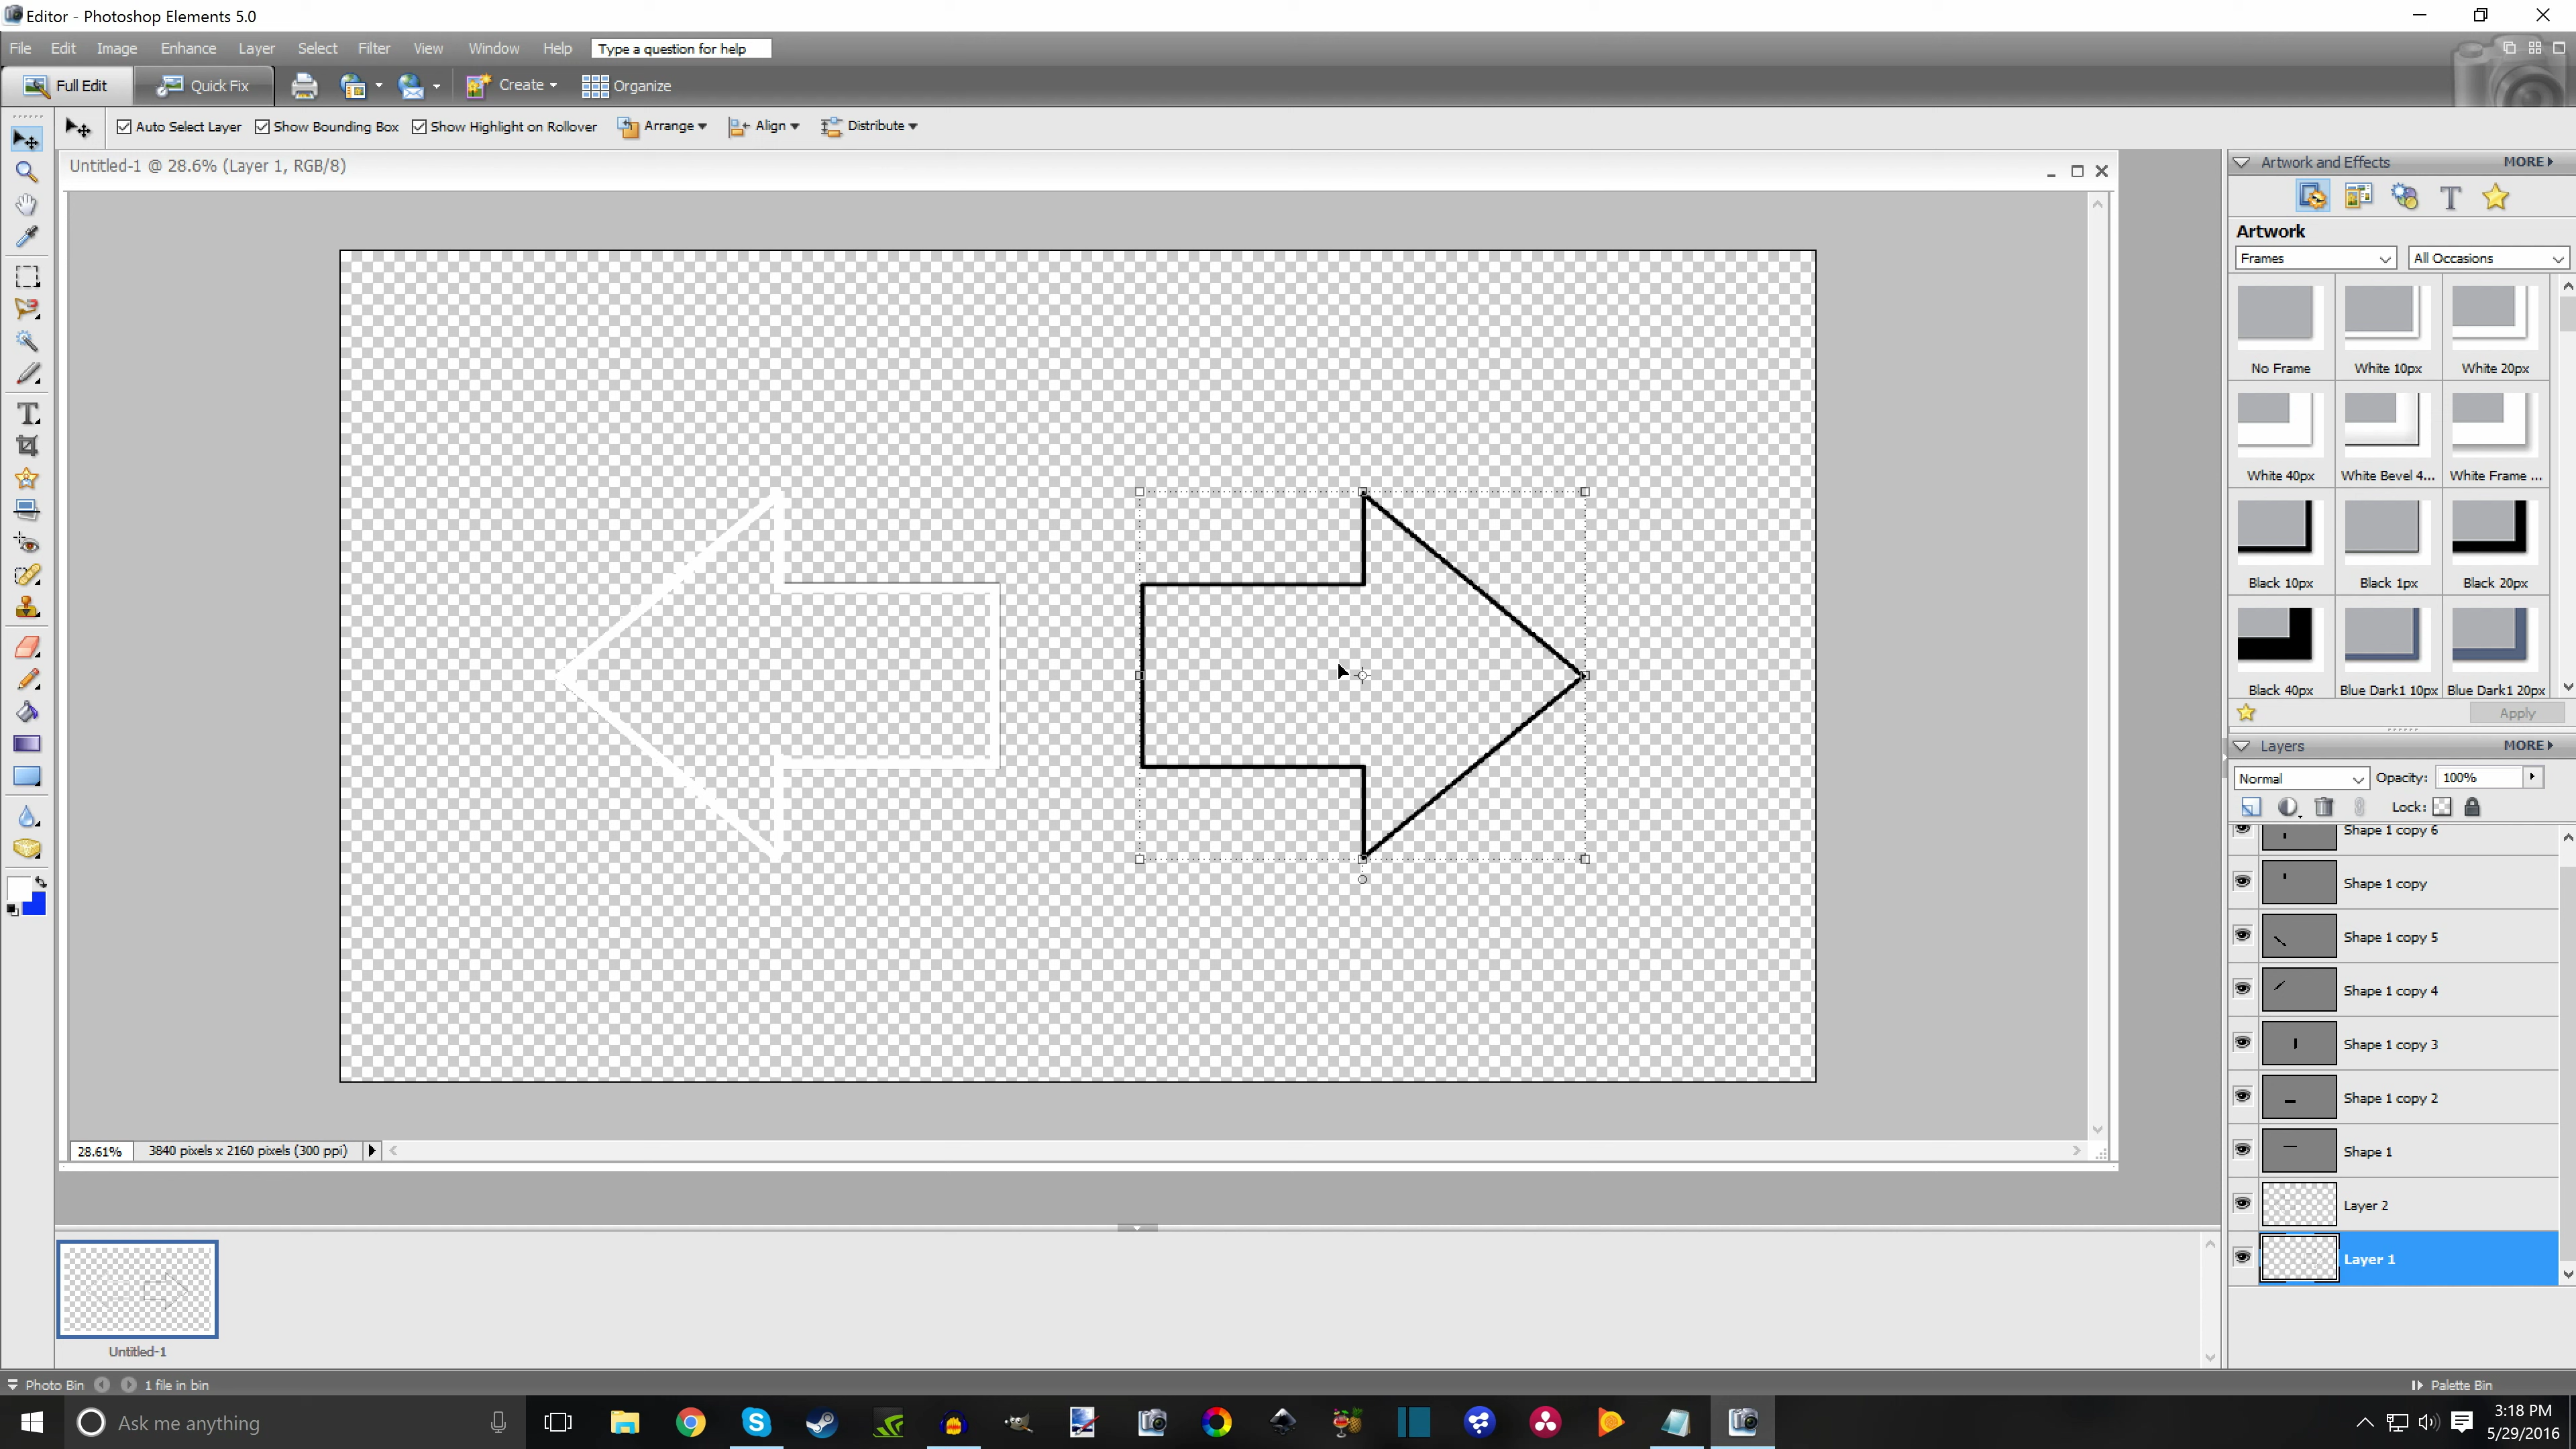 Editor - Photoshop Elements 5.0
File Edit Image Enhance Layer Select Filter View Window Help Type a question for help
Full Edit Quick Fix Create Organize
Auto Select Layer Show Bounding Box Show Highlight on Rollover Arrange Align Distribute
Untitled-1 @ 28.6% (Layer 1, RGB/8)
28.61% 3840 pixels x 2160 pixels (300 ppi)
Artwork and Effects MORE
Artwork
Frames All Occasions
No Frame White 10px White 20px
White 40px White Bevel 4... White Frame ...
Black 10px Black 1px Black 20px
Black 40px Blue Dark1 10px Blue Dark1 20px
Apply
Layers MORE
Normal Opacity: 100%
Lock:
Shape 1 copy 6
Shape 1 copy
Shape 1 copy 5
Shape 1 copy 4
Shape 1 copy 3
Shape 1 copy 2
Shape 1
Layer 2
Layer 1
Untitled-1
Photo Bin 1 file in bin
Palette Bin
Ask me anything
3:18 PM
5/29/2016